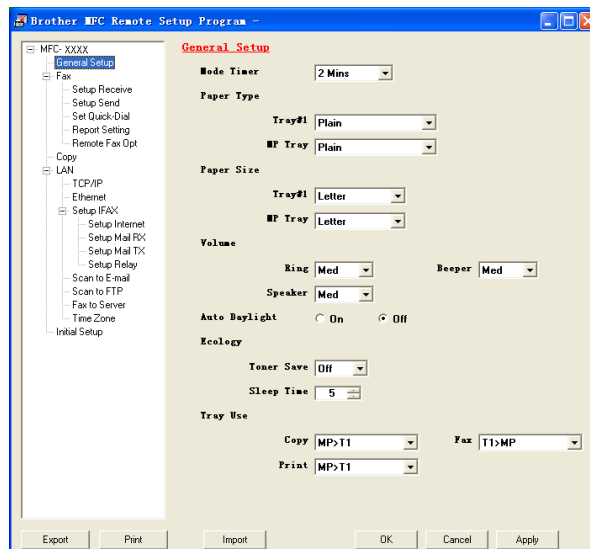 Brother MFC Remote Setup Program -
MFC- XXXX
General Setup
Fax
Setup Receive
Setup Send
Set Quick-Dial
Report Setting
Remote Fax Opt
Copy
LAN
TCP/IP
Ethernet
Setup IFAX
Setup Internet
Setup Mail RX
Setup Mail TX
Setup Relay
Scan to E-mail
Scan to FTP
Fax to Server
Time Zone
Initial Setup
General Setup
Mode Timer 2 Mins
Paper Type
Tray#1 Plain
MP Tray Plain
Paper Size
Tray#1 Letter
MP Tray Letter
Volume
Ring Med Beeper Med
Speaker Med
Auto Daylight On Off
Ecology
Toner Save Off
Sleep Time 5
Tray Use
Copy MP>T1 Fax T1>MP
Print MP>T1
Export Print Import OK Cancel Apply